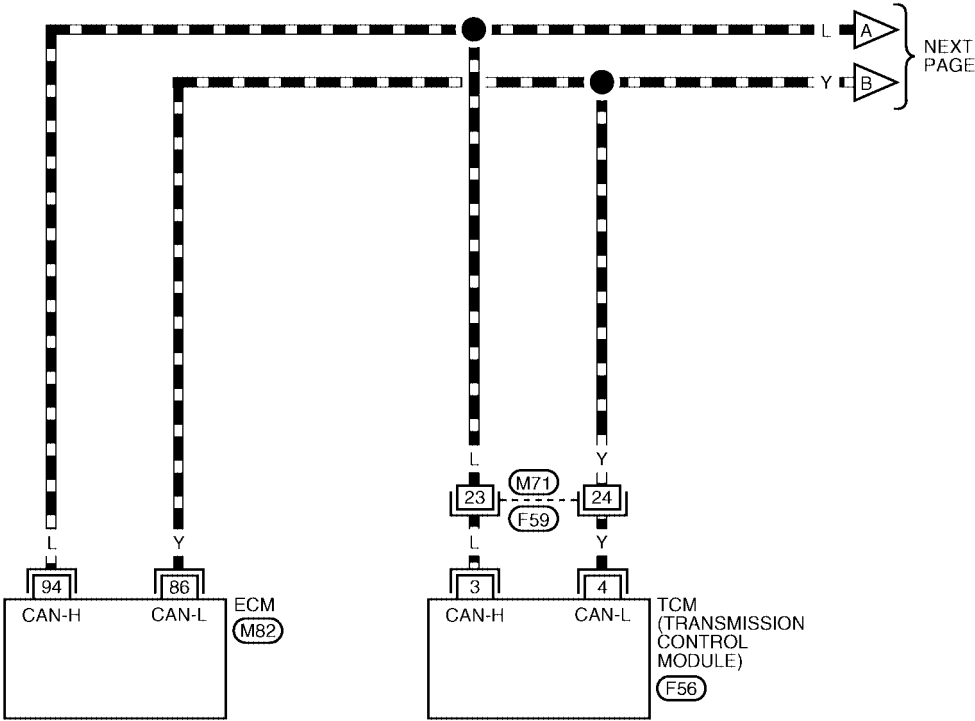 L A
NEXT
PAGE
Y B
L Y
23 M71 24
F59
L Y L Y
94 86 3 4
CAN-H CAN-L ECM
M82
CAN-H CAN-L TCM
(TRANSMISSION
CONTROL
MODULE)
F56